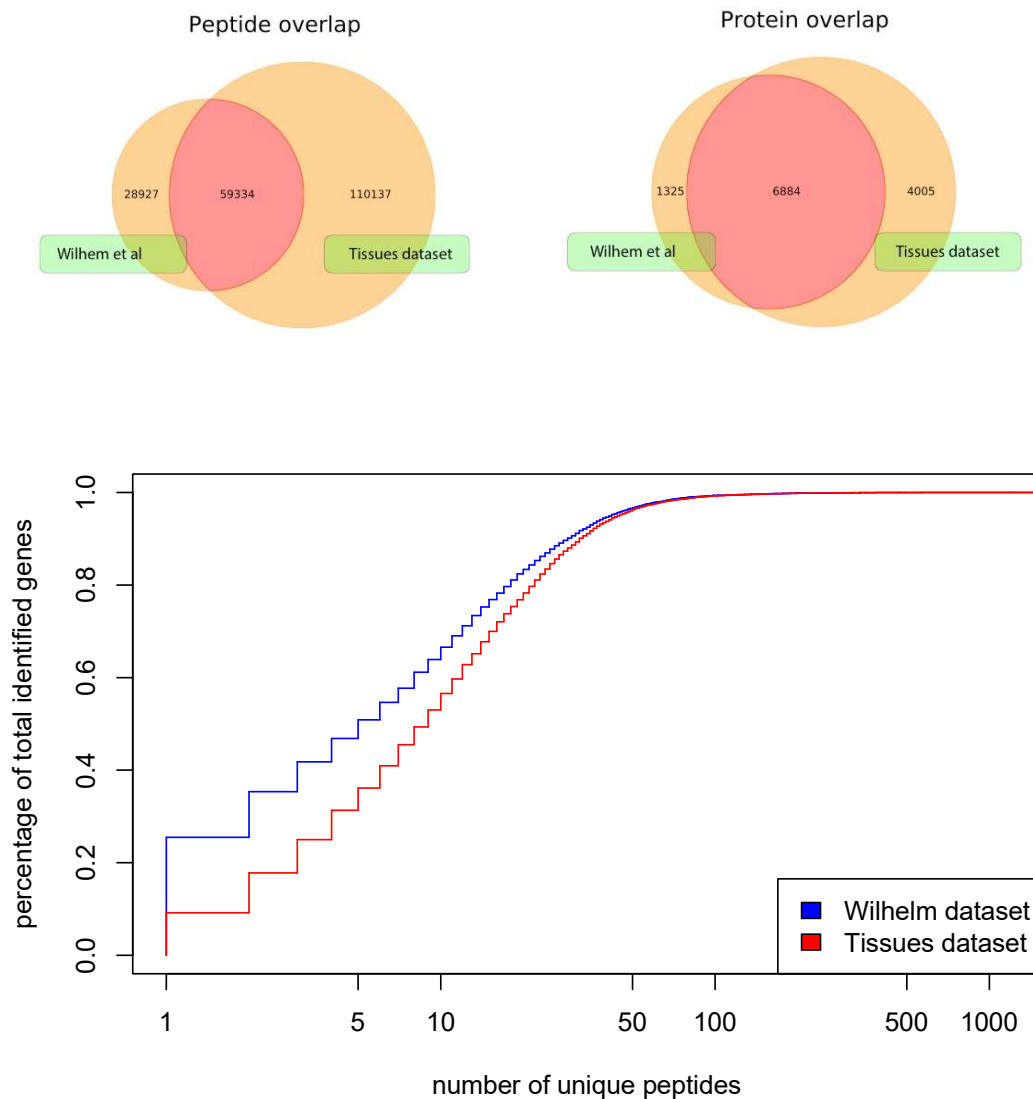 Peptide overlap
Protein overlap
28927
59334
110137
Wilhem et al
Tissues dataset
1325
6884
4005
Wilhem et al
Tissues dataset
percentage of total identified genes
1.0
0.8
0.6
0.4
0.2
0.0
Wilhelm dataset
Tissues dataset
1 5 10 50 100 500 1000
number of unique peptides